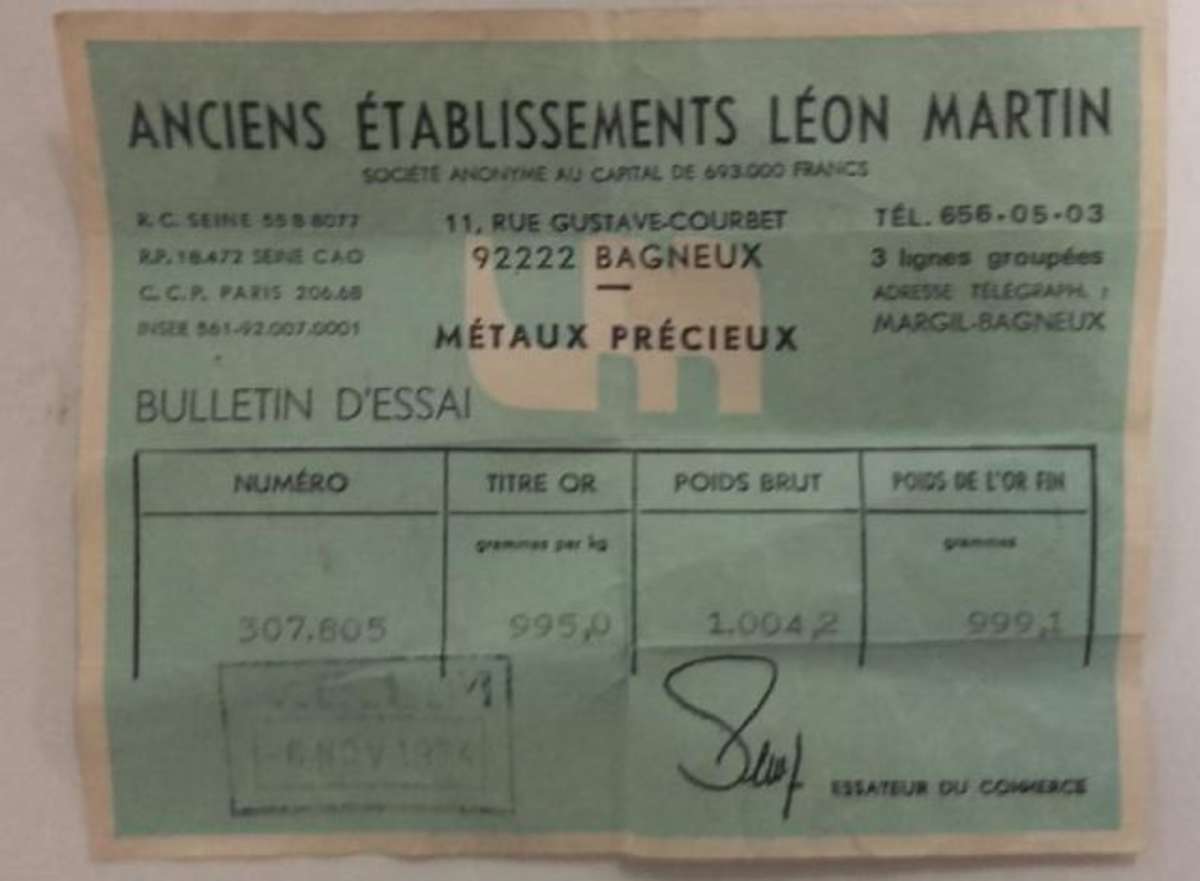 ANCIENS ÉTABLISSEMENTS LÉON MARTIN
SOCIÉTÉ ANONYME AU CAPITAL DE 693.000 FRANCS
R.C. SEINE 55 B 8077
R.P. 18.472 SEINE CAO
C.C.P. PARIS 206.68
INSEE 561-92.007.0001
11, RUE GUSTAVE-COURBET
92222 BAGNEUX
MÉTAUX PRÉCIEUX
TÉL. 656-05-03
3 lignes groupées
ADRESSE TÉLÉGRAPH. :
MARGIL-BAGNEUX
BULLETIN D'ESSAI
NUMÉRO TITRE OR POIDS BRUT POIDS DE L'OR FIN
grammes per kg grammes
307.805 995,0 1.004,2 999,1
-6 NOV
ESSAYEUR DU COMMERCE